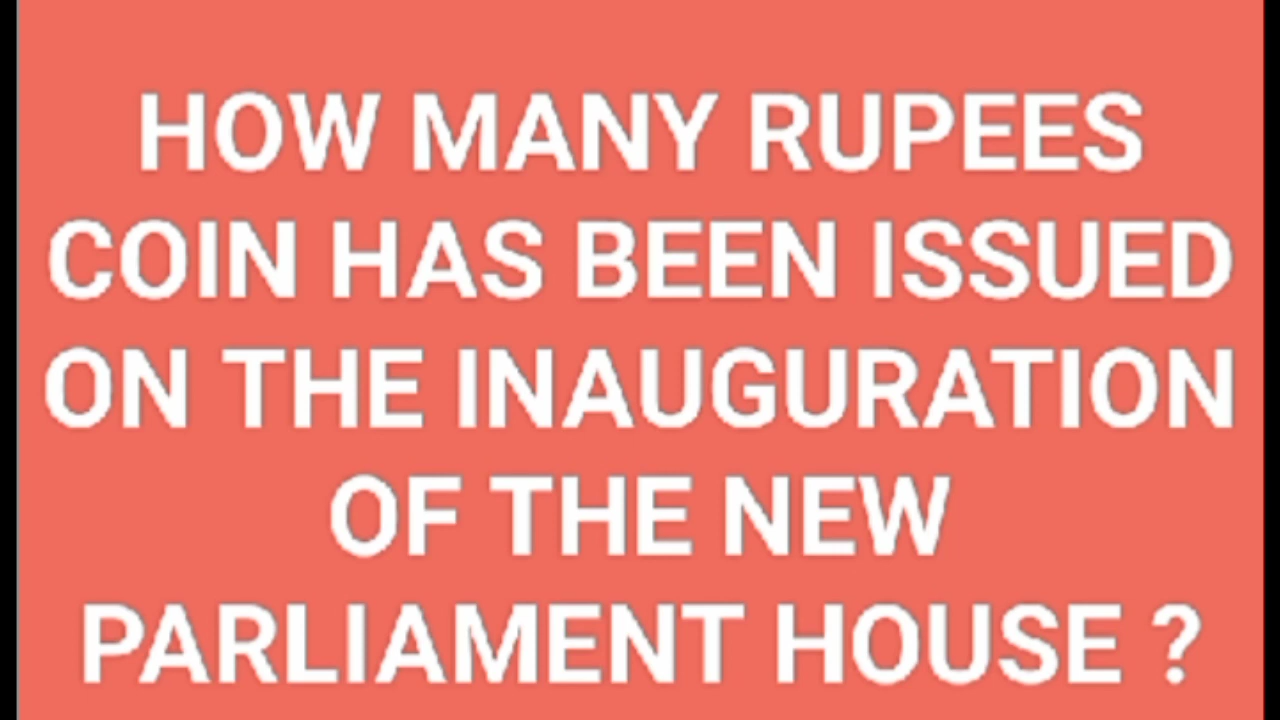 HOW MANY RUPEES
COIN HAS BEEN ISSUED
ON THE INAUGURATION
OF THE NEW
PARLIAMENT HOUSE ?